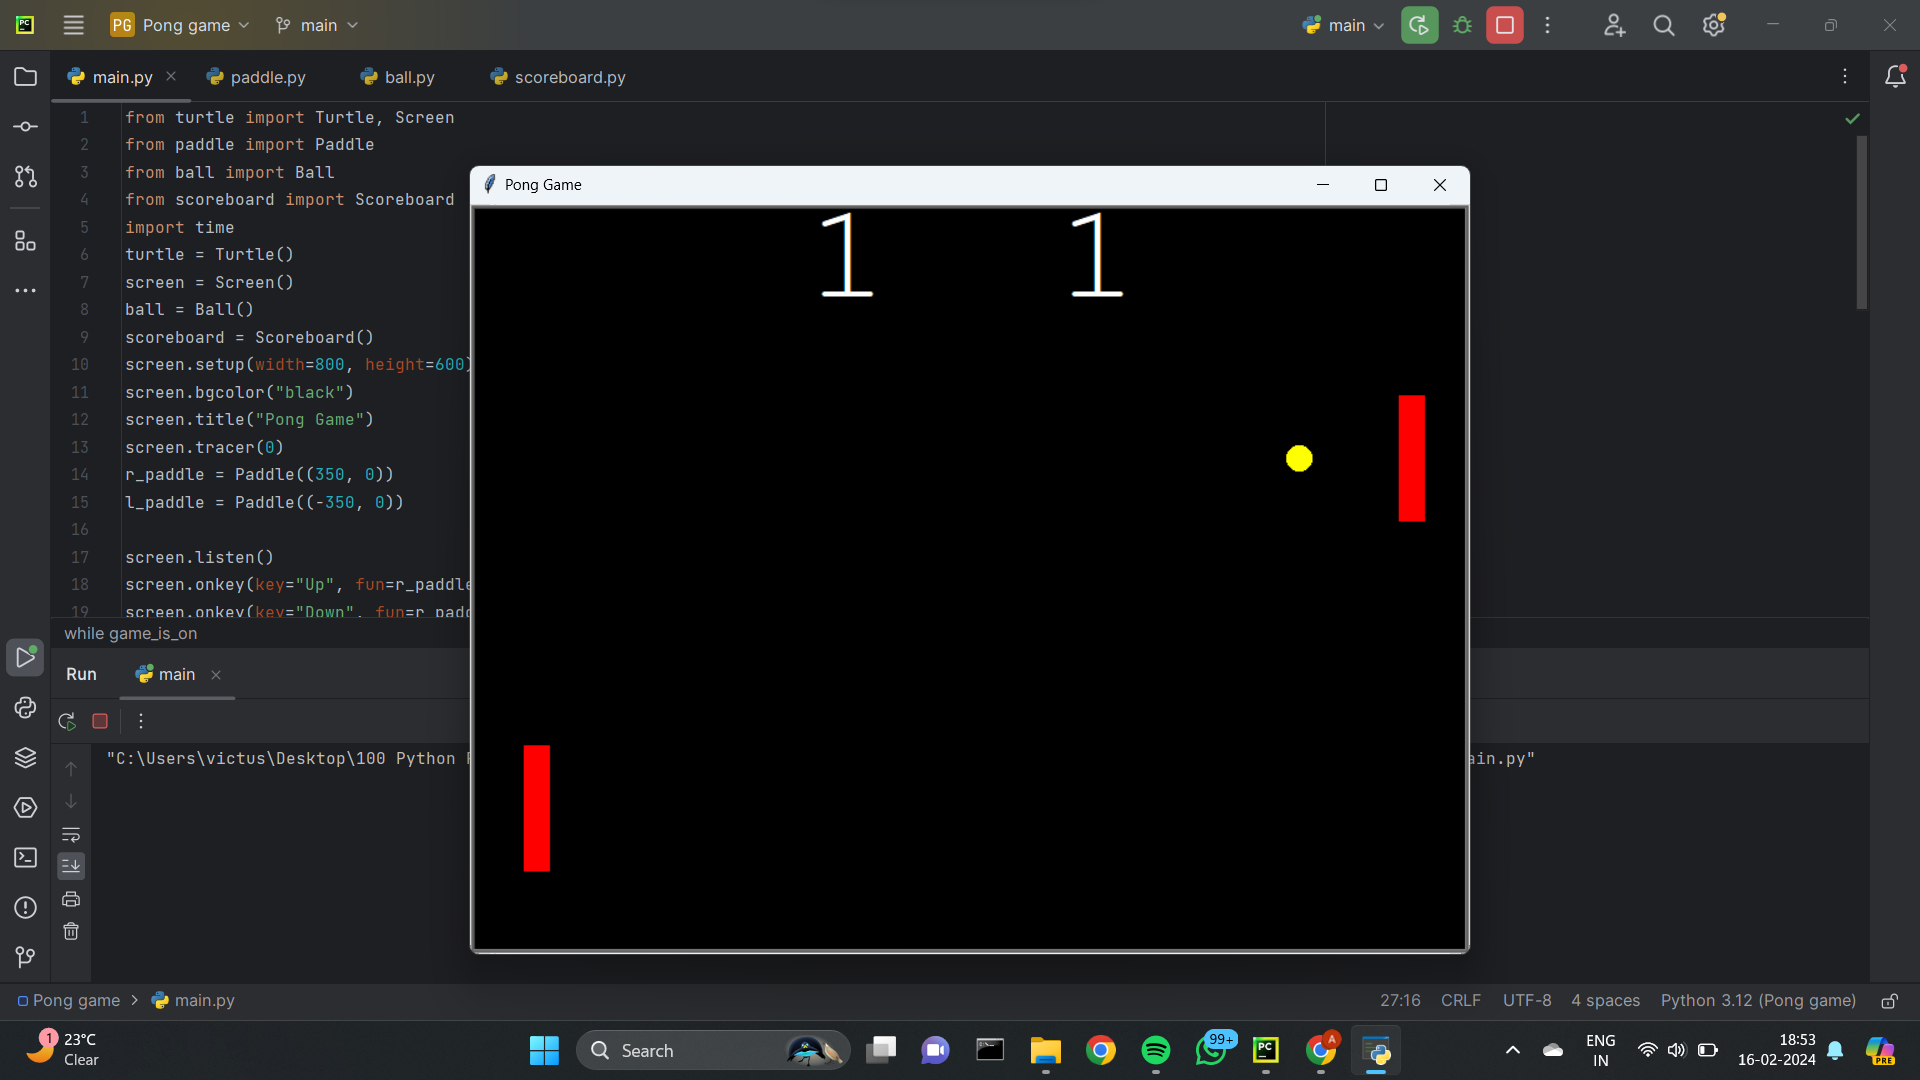 PC
PG Pong game
main
main
main.py
paddle.py
ball.py
scoreboard.py
1 from turtle import Turtle, Screen
2 from paddle import Paddle
3 from ball import Ball
4 from scoreboard import Scoreboard
5 import time
6 turtle = Turtle()
7 screen = Screen()
8 ball = Ball()
9 scoreboard = Scoreboard()
10 screen.setup(width=800, height=600)
11 screen.bgcolor("black")
12 screen.title("Pong Game")
13 screen.tracer(0)
14 r_paddle = Paddle((350, 0))
15 l_paddle = Paddle((-350, 0))
16
17 screen.listen()
18 screen.onkey(key="Up", fun=r_paddle
19 screen.onkey(key="Down", fun=r_padd
Pong Game
1 1
while game_is_on
Run
main
"C:\Users\victus\Desktop\100 Python
ain.py"
Pong game > main.py
27:16 CRLF UTF-8 4 spaces Python 3.12 (Pong game)
1
23°C
Clear
Search
99+
PC
A
ENG
IN
18:53
16-02-2024
PRE